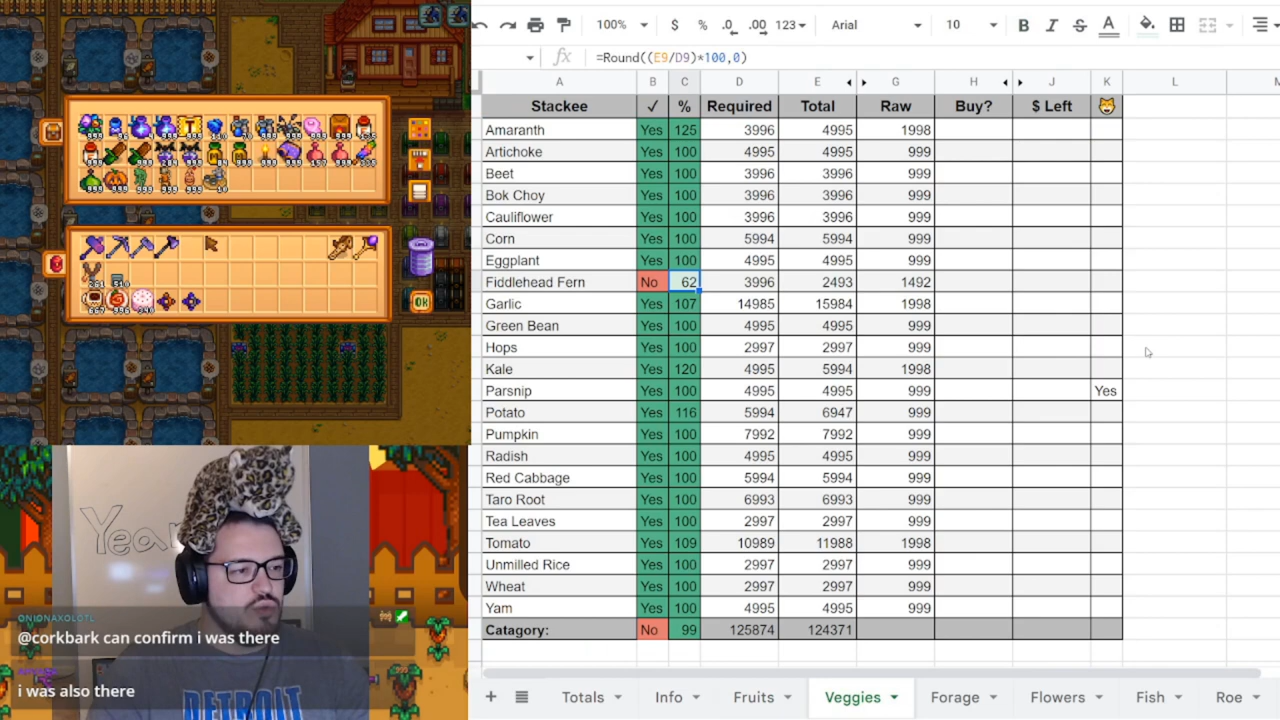 100% $ % .0 .00 123 Arial 10 B I S A
fx =Round((E9/D9)*100,0)
A B C D E G H J K L
Stackee ✓ % Required Total Raw Buy? $ Left
Amaranth Yes 125 3996 4995 1998
Artichoke Yes 100 4995 4995 999
Beet Yes 100 3996 3996 999
Bok Choy Yes 100 3996 3996 999
Cauliflower Yes 100 3996 3996 999
Corn Yes 100 5994 5994 999
Eggplant Yes 100 4995 4995 999
Fiddlehead Fern No 62 3996 2493 1492
Garlic Yes 107 14985 15984 1998
Green Bean Yes 100 4995 4995 999
Hops Yes 100 2997 2997 999
Kale Yes 120 4995 5994 1998
Parsnip Yes 100 4995 4995 999 Yes
Potato Yes 116 5994 6947 999
Pumpkin Yes 100 7992 7992 999
Radish Yes 100 4995 4995 999
Red Cabbage Yes 100 5994 5994 999
Taro Root Yes 100 6993 6993 999
Tea Leaves Yes 100 2997 2997 999
Tomato Yes 109 10989 11988 1998
Unmilled Rice Yes 100 2997 2997 999
Wheat Yes 100 2997 2997 999
Yam Yes 100 4995 4995 999
Catagory: No 99 125874 124371
+ Totals Info Fruits Veggies Forage Flowers Fish Roe
OK
Year
ONIONAXOLOTL
@corkbark can confirm i was there
i was also there
DETROIT